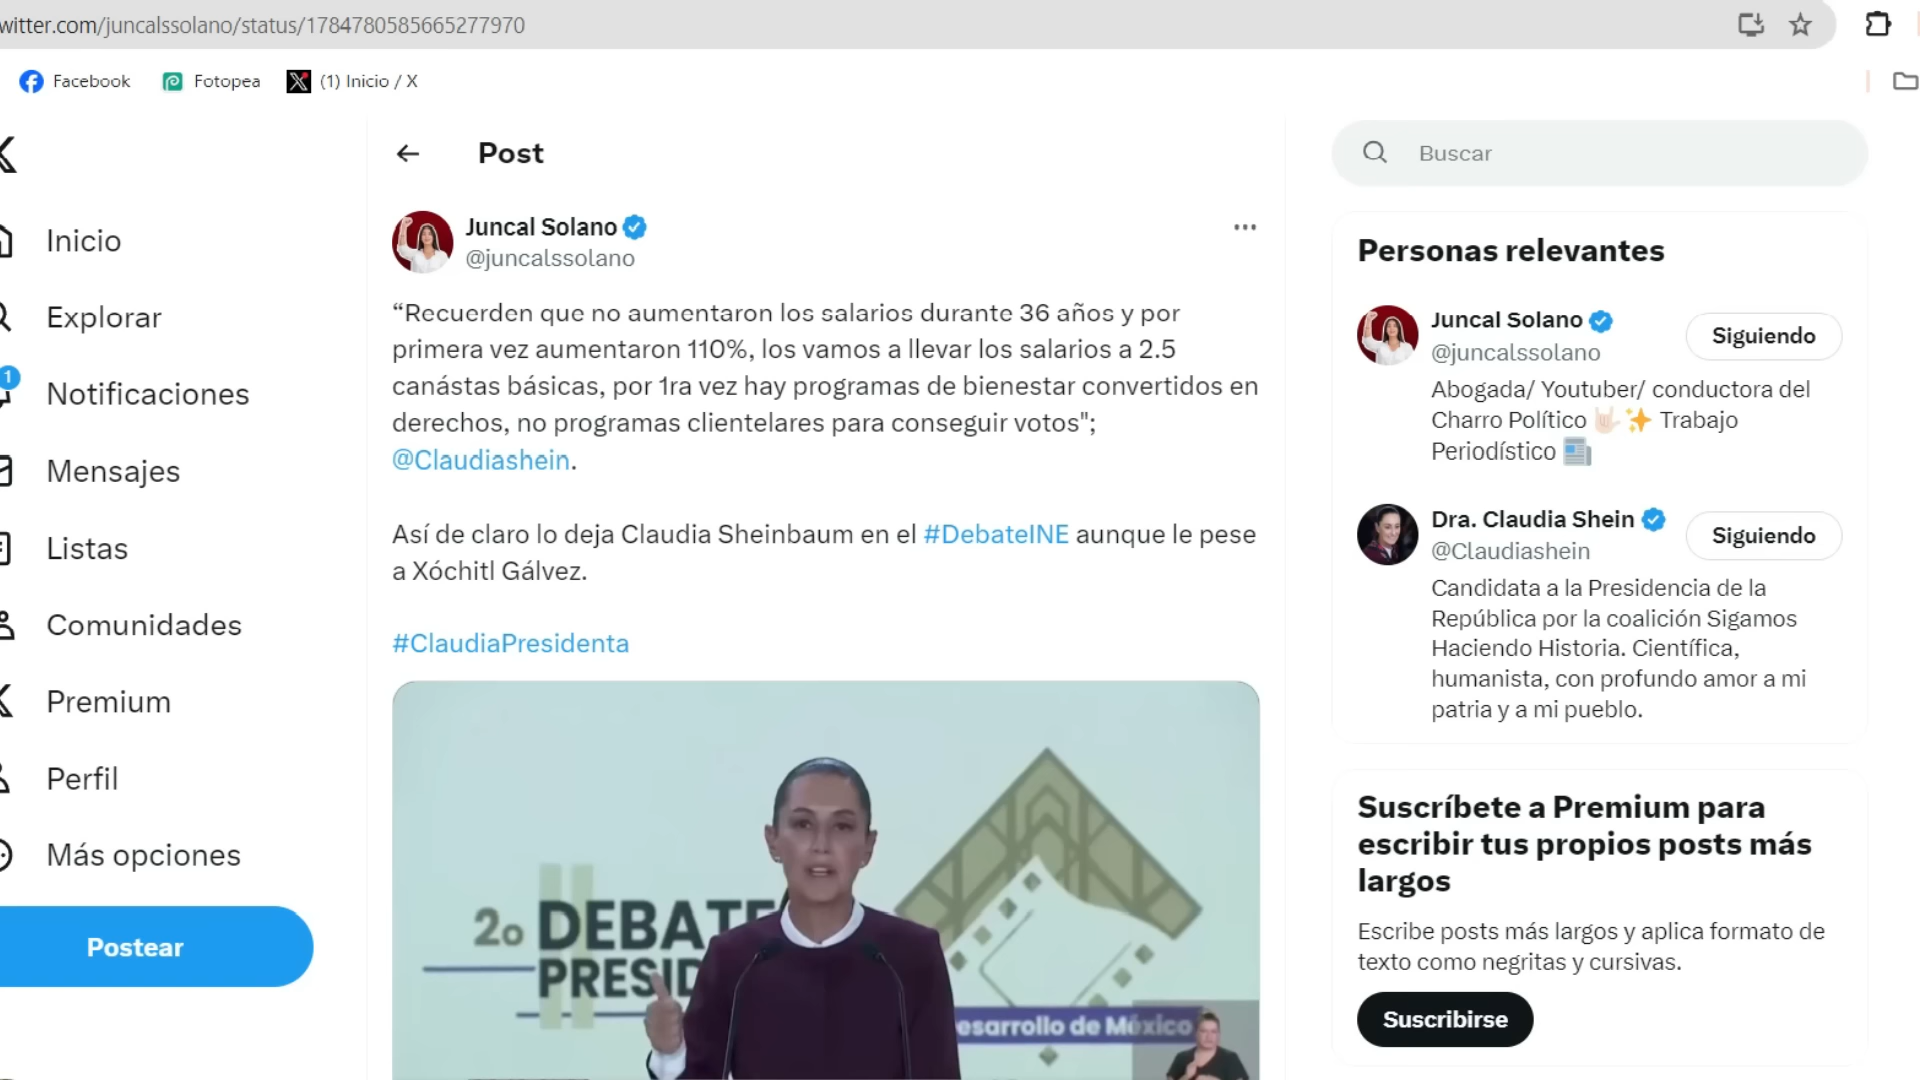 witter.com/juncalssolano/status/1784780585665277970
Facebook
Fotopea
(1) Inicio / X
Post
Buscar
Inicio
Explorar
1
Notificaciones
Mensajes
Listas
Comunidades
Premium
Perfil
Más opciones
Postear
Juncal Solano
@juncalssolano
“Recuerden que no aumentaron los salarios durante 36 años y por
primera vez aumentaron 110%, los vamos a llevar los salarios a 2.5
canástas básicas, por 1ra vez hay programas de bienestar convertidos en
derechos, no programas clientelares para conseguir votos";
@Claudiashein.
Así de claro lo deja Claudia Sheinbaum en el #DebateINE aunque le pese
a Xóchitl Gálvez.
#ClaudiaPresidenta
2o DEBATE
PRESID
esarrollo de México
Personas relevantes
Juncal Solano
@juncalssolano
Siguiendo
Abogada/ Youtuber/ conductora del
Charro Político 🤟🏻✨ Trabajo
Periodístico 📰
Dra. Claudia Shein
@Claudiashein
Siguiendo
Candidata a la Presidencia de la
República por la coalición Sigamos
Haciendo Historia. Científica,
humanista, con profundo amor a mi
patria y a mi pueblo.
Suscríbete a Premium para
escribir tus propios posts más
largos
Escribe posts más largos y aplica formato de
texto como negritas y cursivas.
Suscribirse